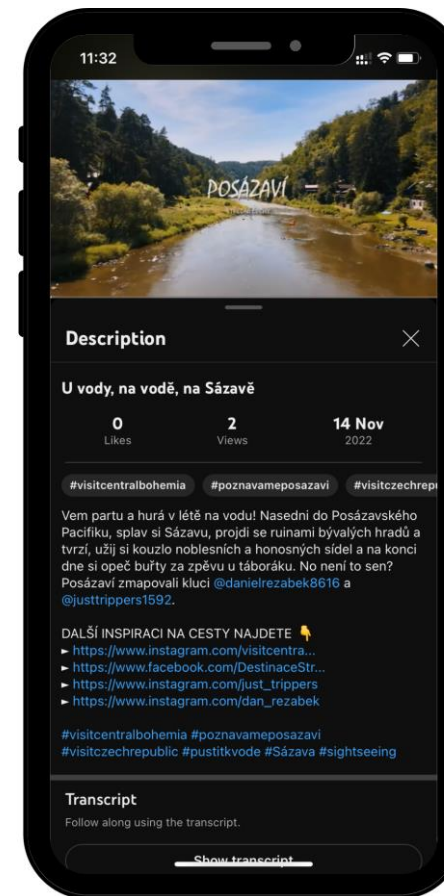 11:32
POSÁZAVÍ
Description
U vody, na vodě, na Sázavě
0 2 14 Nov
Likes Views 2022
#visitcentralbohemia #poznavameposazavi #visitczechrepu
Vem partu a hurá v létě na vodu! Nasedni do Posázavského
Pacifiku, splav si Sázavu, projdi se ruinami bývalých hradů a
tvrzí, užij si kouzlo noblesních a honosných sídel a na konci
dne si opeč buřty za zpěvu u táboráku. No není to sen?
Posázaví zmapovali kluci @danielrezabek8616 a
@justtrippers1592.
DALŠÍ INSPIRACI NA CESTY NAJDETE 👇
► https://www.instagram.com/visitcentra...
► https://www.facebook.com/DestinaceStr...
► https://www.instagram.com/just_trippers
► https://www.instagram.com/dan_rezabek
#visitcentralbohemia #poznavameposazavi
#visitczechrepublic #pustitkvode #Sázava #sightseeing
Transcript
Follow along using the transcript.
Show transcript